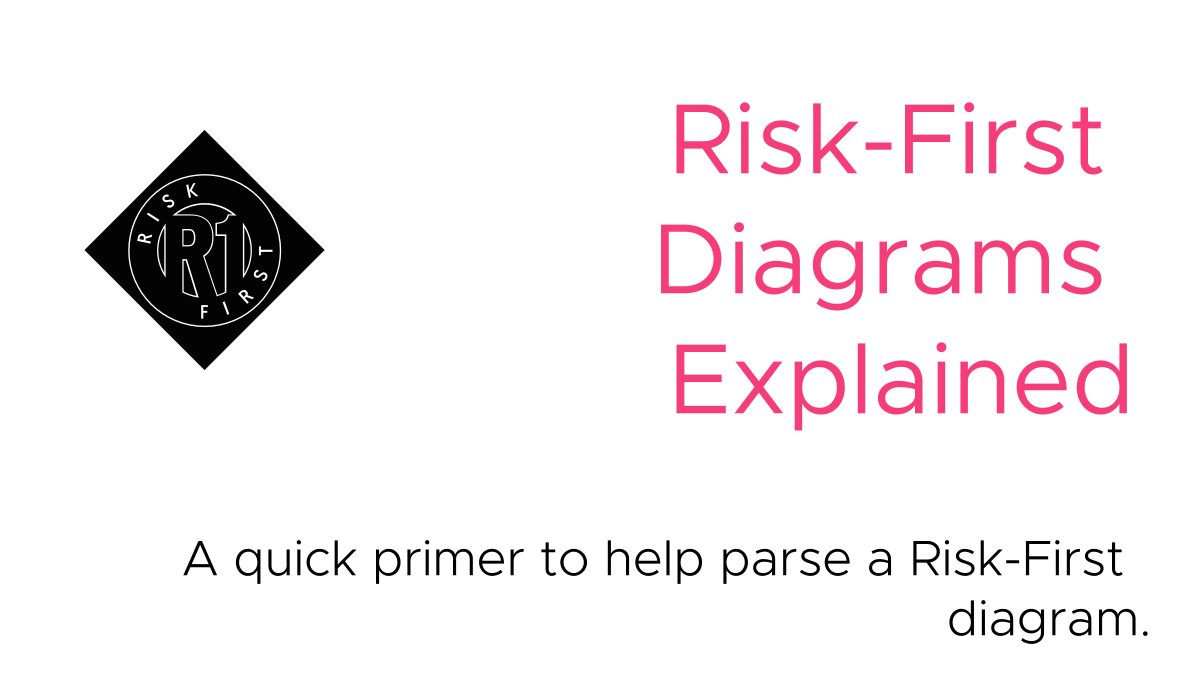 RISK
R1
FIRST
Risk-First
Diagrams
Explained
A quick primer to help parse a Risk-First
diagram.